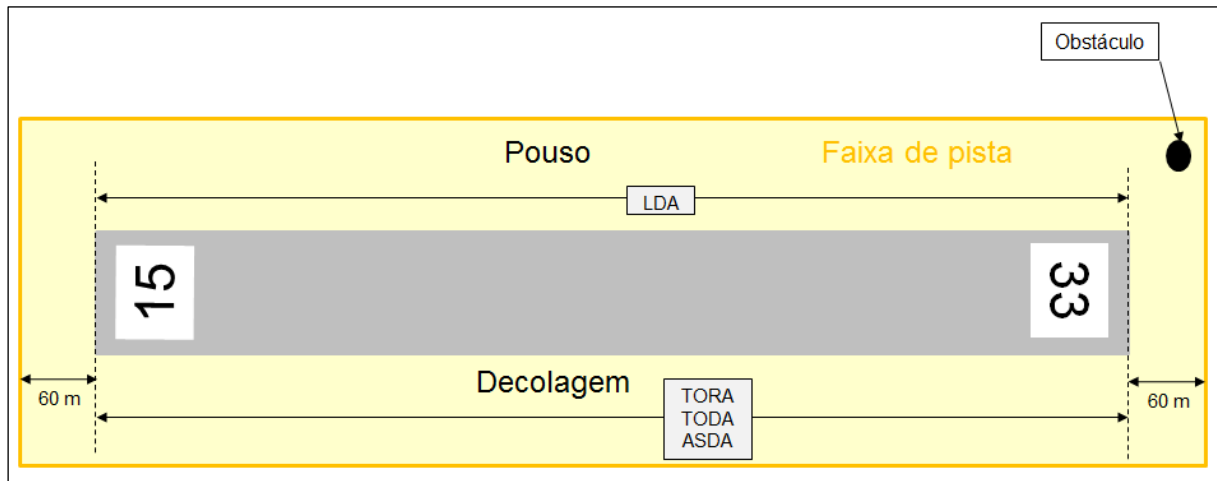 Obstáculo
Pouso
Faixa de pista
LDA
15
33
Decolagem
60 m
TORA
TODA
ASDA
60 m